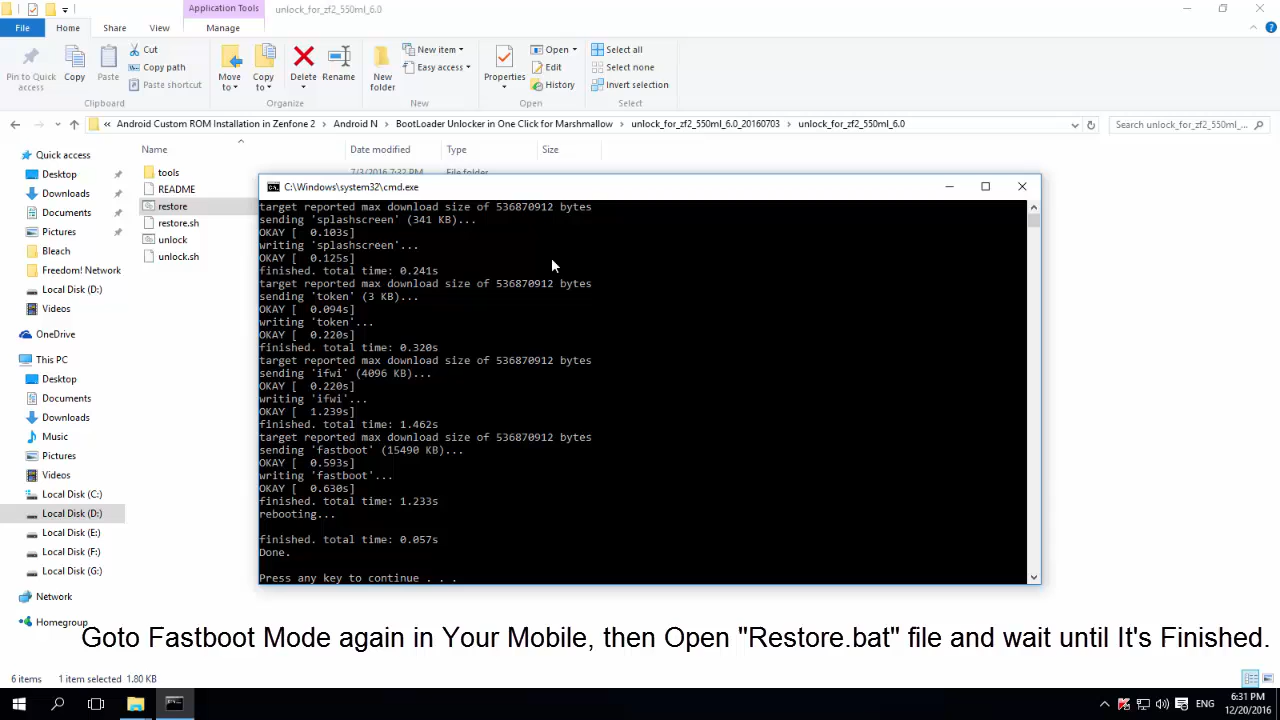 Application Tools
unlock_for_zf2_550ml_6.0
File
Home
Share
View
Manage
Pin to Quick access
Copy
Paste
Cut
Copy path
Paste shortcut
Clipboard
Move to
Copy to
Delete
Rename
Organize
New folder
New item
Easy access
New
Properties
Open
Edit
History
Open
Select all
Select none
Invert selection
Select
« Android Custom ROM Installation in Zenfone 2 > Android N > BootLoader Unlocker in One Click for Marshmallow > unlock_for_zf2_550ml_6.0_20160703 > unlock_for_zf2_550ml_6.0
Search unlock_for_zf2_550ml_...
Quick access
Desktop
Downloads
Documents
Pictures
Bleach
Freedom! Network
Local Disk (D:)
Videos
OneDrive
This PC
Desktop
Documents
Downloads
Music
Pictures
Videos
Local Disk (C:)
Local Disk (D:)
Local Disk (E:)
Local Disk (F:)
Local Disk (G:)
Network
Homegroup
Name
Date modified
Type
Size
tools
7/3/2016 7:32 PM
File folder
README
restore
restore.sh
unlock
unlock.sh
C:\Windows\system32\cmd.exe
target reported max download size of 536870912 bytes
sending 'splashscreen' (341 KB)...
OKAY [  0.103s]
writing 'splashscreen'...
OKAY [  0.125s]
finished. total time: 0.241s
target reported max download size of 536870912 bytes
sending 'token' (3 KB)...
OKAY [  0.094s]
writing 'token'...
OKAY [  0.220s]
finished. total time: 0.320s
target reported max download size of 536870912 bytes
sending 'ifwi' (4096 KB)...
OKAY [  0.220s]
writing 'ifwi'...
OKAY [  1.239s]
finished. total time: 1.462s
target reported max download size of 536870912 bytes
sending 'fastboot' (15490 KB)...
OKAY [  0.593s]
writing 'fastboot'...
OKAY [  0.630s]
finished. total time: 1.233s
rebooting...
finished. total time: 0.057s
Done.
Press any key to continue . . .
Goto Fastboot Mode again in Your Mobile, then Open "Restore.bat" file and wait until It's Finished.
6 items
1 item selected 1.80 KB
ENG
6:31 PM
12/20/2016